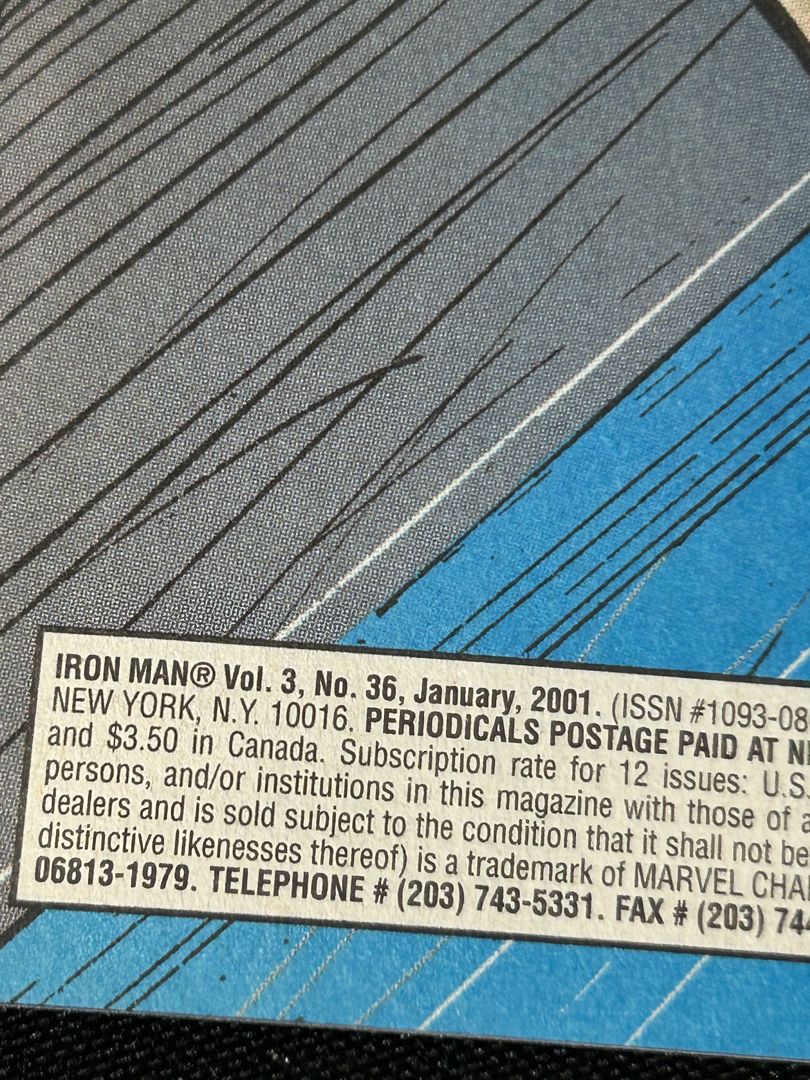 IRON MAN® Vol. 3, No. 36, January, 2001. (ISSN #1093-08
NEW YORK, N.Y. 10016. PERIODICALS POSTAGE PAID AT N
and $3.50 in Canada. Subscription rate for 12 issues: U.S.
persons, and/or institutions in this magazine with those of a
dealers and is sold subject to the condition that it shall not be
distinctive likenesses thereof) is a trademark of MARVEL CHA
06813-1979. TELEPHONE # (203) 743-5331. FAX # (203) 74